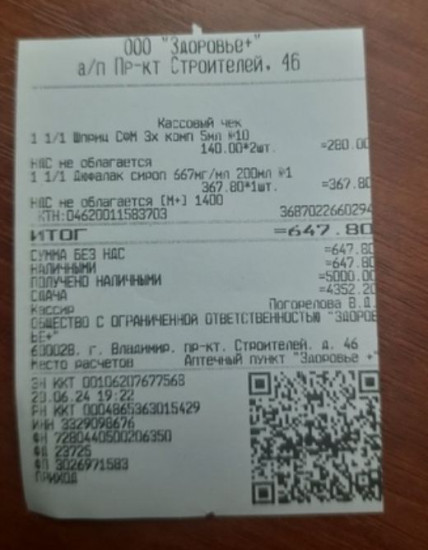 ООО "Здоровье+"
а/п Пр-кт Строителей. 46
Кассовый чек
1 1/1 Шприц СФМ 3х комп 5мл №10
140.00*2шт. =280.00
НДС не облагается
1 1/1 Дюфалак сироп 667мг/мл 200мл №1
367.80*1шт. =367.80
НДС не облагается [М+] 1400
КТН:04620011583703 3687022660294
ИТОГ =647.80
СУММА БЕЗ НДС =647.80
НАЛИЧНЫМИ =647.80
ПОЛУЧЕНО НАЛИЧНЫМИ =5000.00
СДАЧА =4352.20
Кассир Погорелова В.Д.
ОБЩЕСТВО С ОГРАНИЧЕННОЙ ОТВЕТСТВЕННОСТЬЮ "ЗДОРОВ
ЬЕ+"
630028. г. Владимир. пр-кт. Строителей. д. 46
Место расчетов Аптечный пункт "Здоровье +"
ЗН ККТ 00106207677568
23.06.24 19:22
РН ККТ 0004865363015429
ИНН 3329098676
ФН 7280440500206350
ФД 23725
ФП 3026971583
ПРИХОД